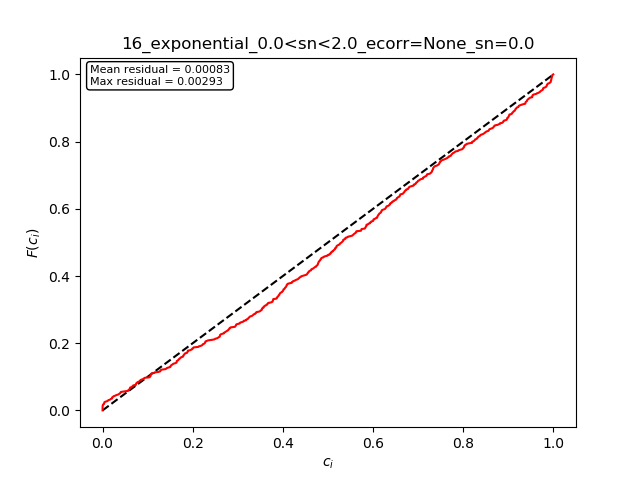 16_exponential_0.0<sn<2.0_ecorr=None_sn=0.0
Mean residual = 0.00083
Max residual = 0.00293
1.0
0.8
0.6
0.4
0.2
0.0
F(c_i)
0.0 0.2 0.4 0.6 0.8 1.0
c_i